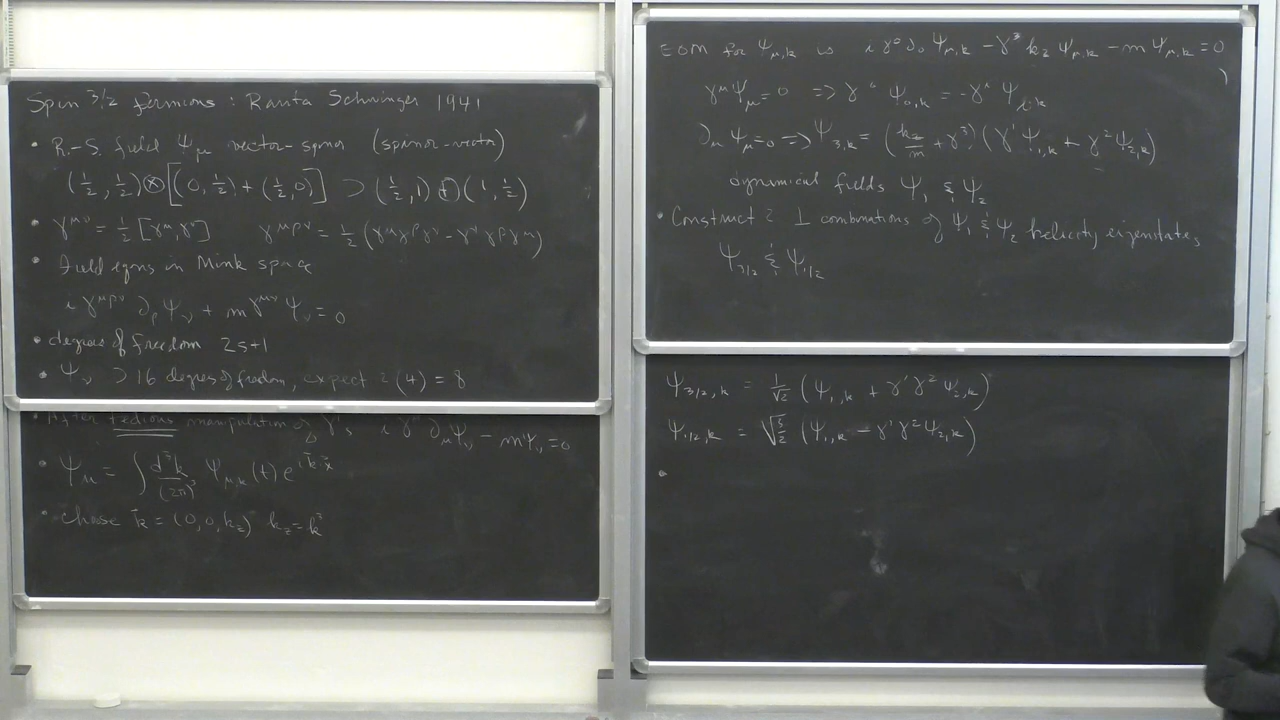 Spin 3/2 fermions : Rarita Schwinger 1941
• R.-S. field Ψ_μ vector-spinor (spinor-vector)
(1/2, 1/2) ⊗ [(0, 1/2) + (1/2, 0)] ⊃ (1/2, 1) ⊕ (1, 1/2)
• γ^{μν} = 1/2 [γ^μ, γ^ν] γ^{μρν} = 1/2 (γ^μ γ^ρ γ^ν - γ^ν γ^ρ γ^μ)
• Field eqns in Mink space
i γ^{μρν} ∂_ρ Ψ_ν + m γ^{μν} Ψ_ν = 0
• degrees of freedom 2s+1
• Ψ_ν ⊃ 16 degrees of freedom, expect 2(4) = 8
• After tedious manipulation of γ's i γ^μ ∂_μ Ψ_ν - m Ψ_ν = 0
• Ψ_μ = ∫ d^3k/(2π)^3 Ψ_{μ,k}(t) e^{i k·x}
• chose k = (0,0,k_z) k_z = k^3
EOM for Ψ_{μ,k} is i γ^0 ∂_0 Ψ_{μ,k} - γ^3 k_z Ψ_{μ,k} - m Ψ_{μ,k} = 0
γ^μ Ψ_μ = 0 => γ^0 Ψ_{0,k} = -γ^i Ψ_{i,k}
∂_μ Ψ_μ = 0 => Ψ_{3,k} = (k_z/m + γ^3)(γ^1 Ψ_{1,k} + γ^2 Ψ_{2,k})
dynamical fields Ψ_1 & Ψ_2
• Construct 2 ⊥ combinations of Ψ_1 & Ψ_2 helicity eigenstates,
Ψ_{3/2} & Ψ_{1/2}
Ψ_{3/2,k} = 1/√2 (Ψ_{1,k} + γ^1 γ^2 Ψ_{2,k})
Ψ_{1/2,k} = √(3/2) (Ψ_{1,k} - γ^1 γ^2 Ψ_{2,k})
•